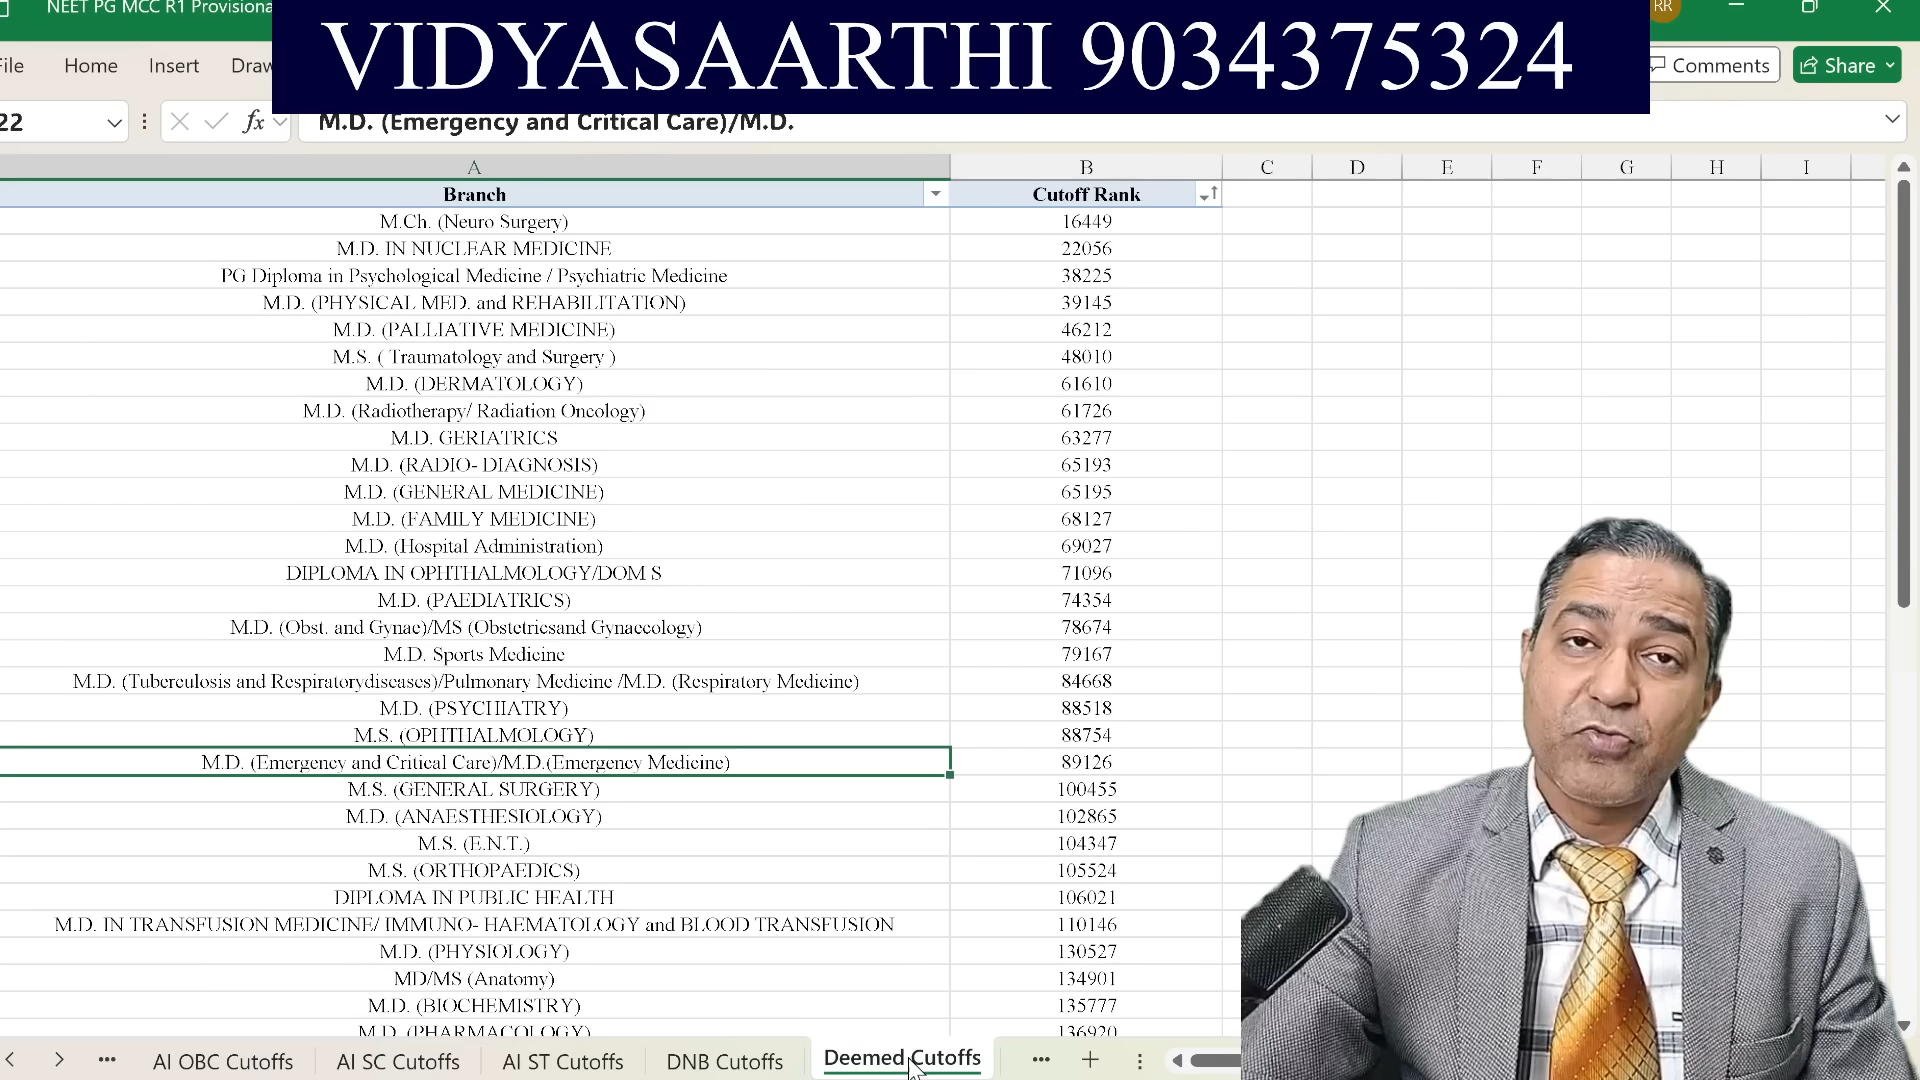 NEET PG MCC R1 Provisiona
VIDYASAARTHI 9034375324
RR
File Home Insert Draw Comments Share
22 fx M.D. (Emergency and Critical Care)/M.D.
A B C D E F G H I
Branch Cutoff Rank
M.Ch. (Neuro Surgery) 16449
M.D. IN NUCLEAR MEDICINE 22056
PG Diploma in Psychological Medicine / Psychiatric Medicine 38225
M.D. (PHYSICAL MED. and REHABILITATION) 39145
M.D. (PALLIATIVE MEDICINE) 46212
M.S. ( Traumatology and Surgery ) 48010
M.D. (DERMATOLOGY) 61610
M.D. (Radiotherapy/ Radiation Oncology) 61726
M.D. GERIATRICS 63277
M.D. (RADIO- DIAGNOSIS) 65193
M.D. (GENERAL MEDICINE) 65195
M.D. (FAMILY MEDICINE) 68127
M.D. (Hospital Administration) 69027
DIPLOMA IN OPHTHALMOLOGY/DOM S 71096
M.D. (PAEDIATRICS) 74354
M.D. (Obst. and Gynae)/MS (Obstetricsand Gynaecology) 78674
M.D. Sports Medicine 79167
M.D. (Tuberculosis and Respiratorydiseases)/Pulmonary Medicine /M.D. (Respiratory Medicine) 84668
M.D. (PSYCHIATRY) 88518
M.S. (OPHTHALMOLOGY) 88754
M.D. (Emergency and Critical Care)/M.D.(Emergency Medicine) 89126
M.S. (GENERAL SURGERY) 100455
M.D. (ANAESTHESIOLOGY) 102865
M.S. (E.N.T.) 104347
M.S. (ORTHOPAEDICS) 105524
DIPLOMA IN PUBLIC HEALTH 106021
M.D. IN TRANSFUSION MEDICINE/ IMMUNO- HAEMATOLOGY and BLOOD TRANSFUSION 110146
M.D. (PHYSIOLOGY) 130527
MD/MS (Anatomy) 134901
M.D. (BIOCHEMISTRY) 135777
M.D. (PHARMACOLOGY) 136920
AI OBC Cutoffs AI SC Cutoffs AI ST Cutoffs DNB Cutoffs Deemed Cutoffs